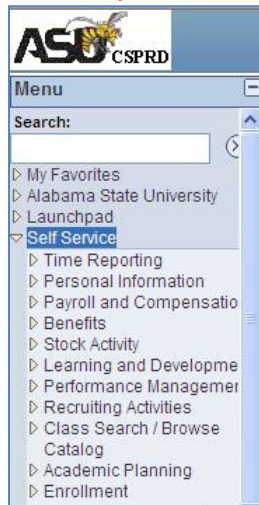 ASU CSPRD
Menu
Search:
My Favorites
Alabama State University
Launchpad
Self Service
Time Reporting
Personal Information
Payroll and Compensatio
Benefits
Stock Activity
Learning and Developme
Performance Managemer
Recruiting Activities
Class Search / Browse
Catalog
Academic Planning
Enrollment